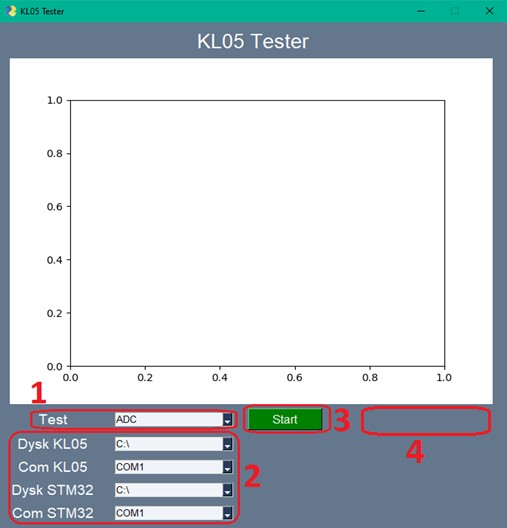 KL05 Tester
KL05 Tester
1.0
0.8
0.6
0.4
0.2
0.0
0.0 0.2 0.4 0.6 0.8 1.0
1
Test ADC Start 3
4
Dysk KL05 C:\
Com KL05 COM1 2
Dysk STM32 C:\
Com STM32 COM1